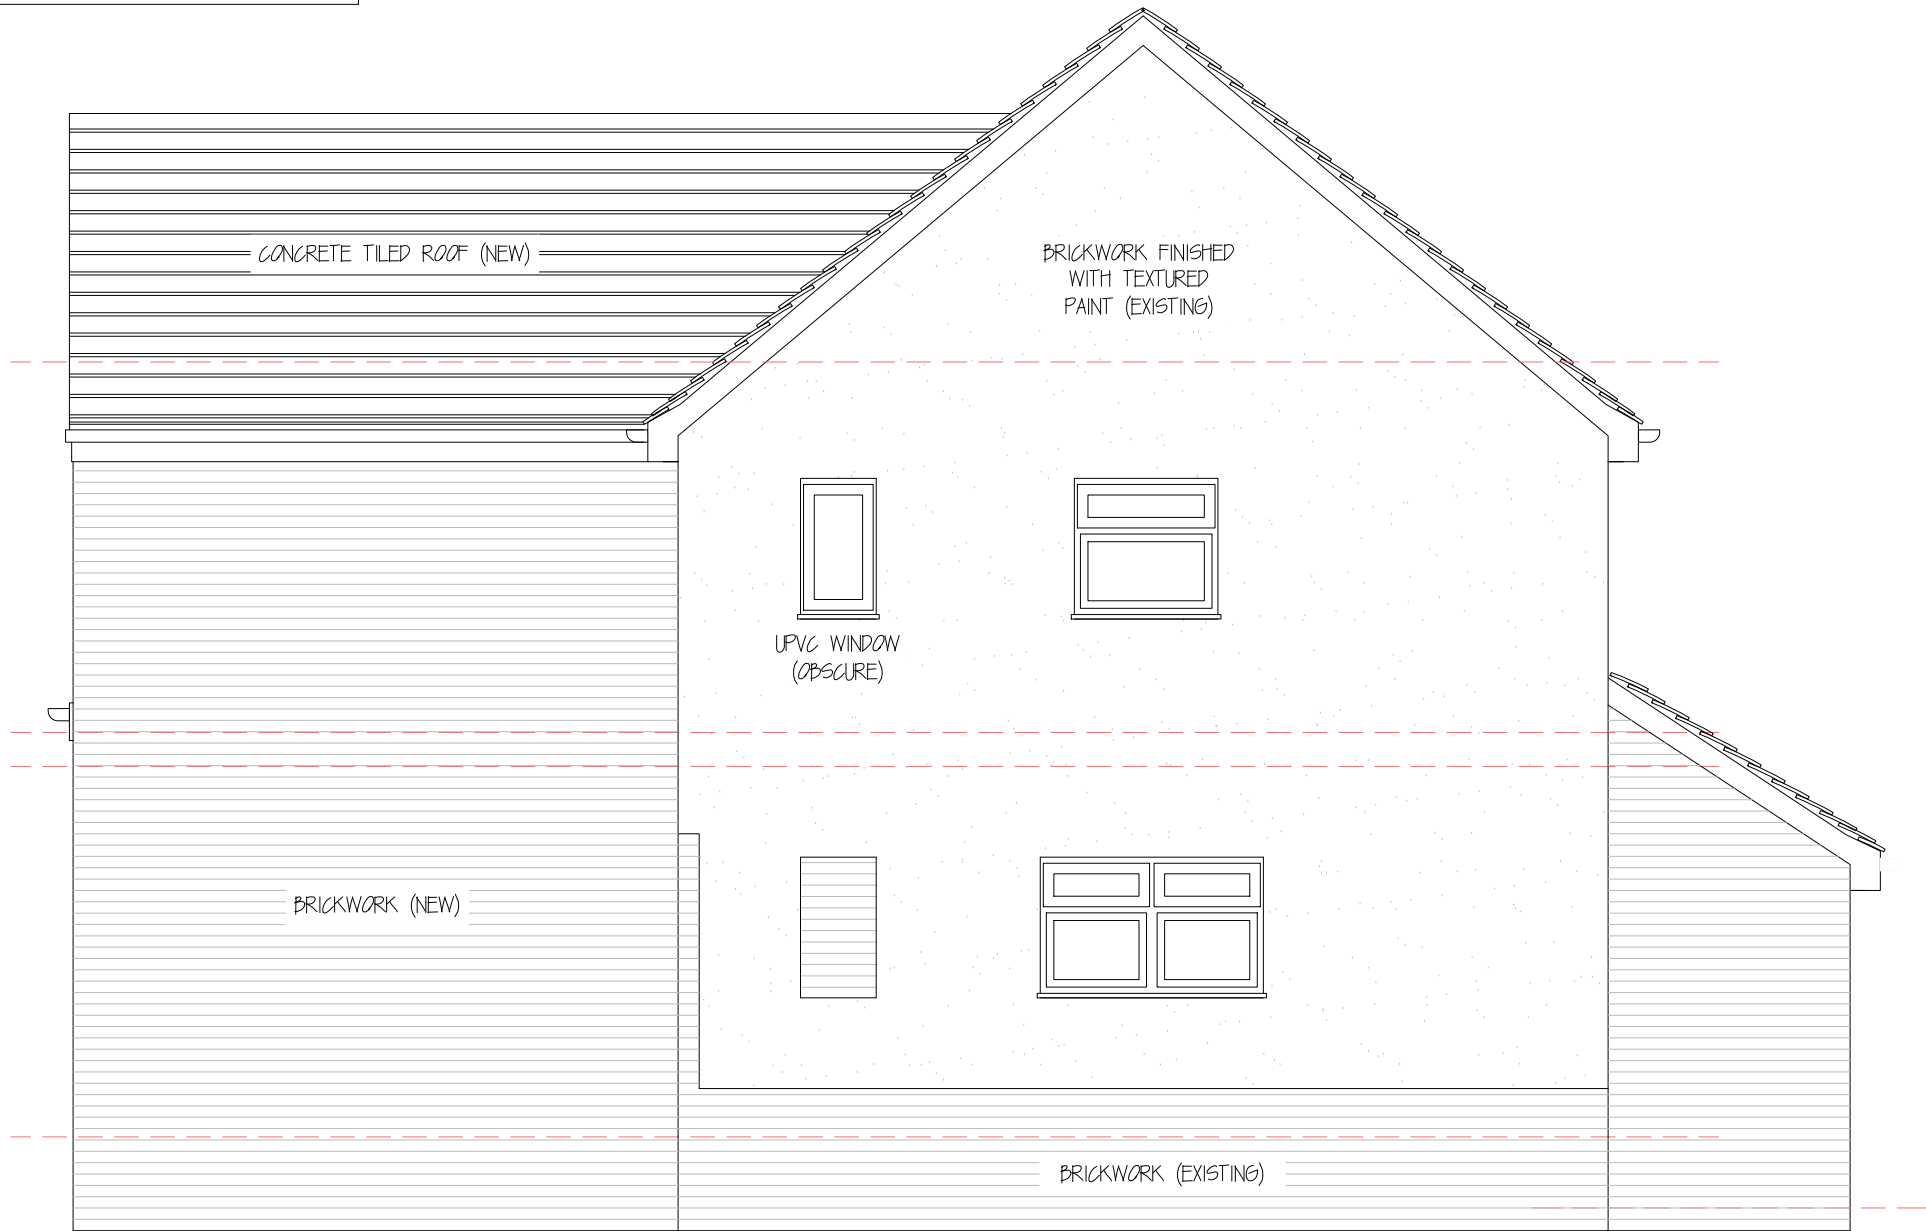 CONCRETE TILED ROOF (NEW)
BRICKWORK FINISHED
WITH TEXTURED
PAINT (EXISTING)
UPVC WINDOW
(OBSCURE)
BRICKWORK (NEW)
BRICKWORK (EXISTING)